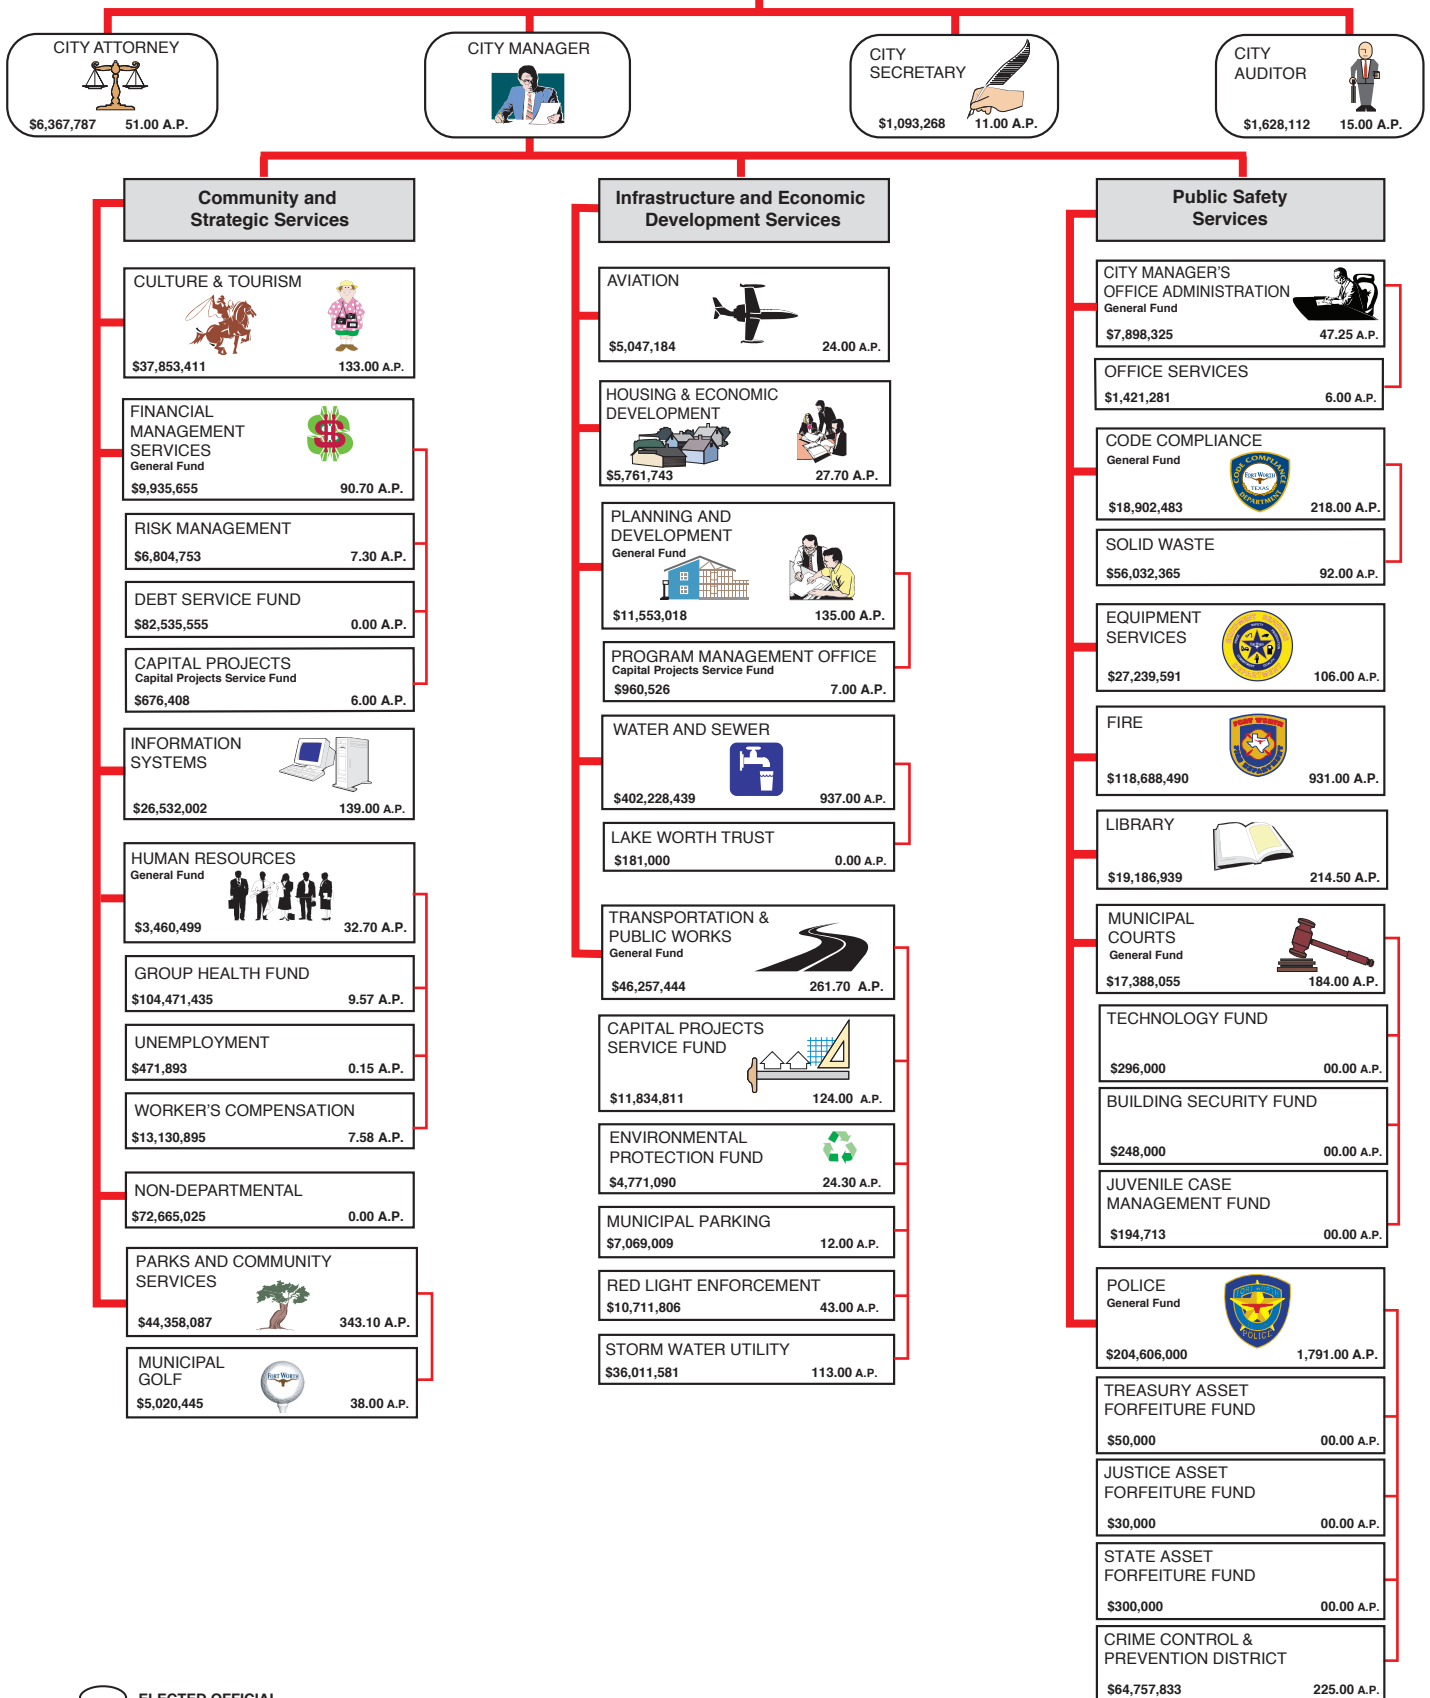 CITY ATTORNEY
$6,367,787 51.00 A.P.
CITY MANAGER
CITY
SECRETARY
$1,093,268 11.00 A.P.
CITY
AUDITOR
$1,628,112 15.00 A.P.
Community and
Strategic Services
CULTURE & TOURISM
$37,853,411 133.00 A.P.
FINANCIAL
MANAGEMENT
SERVICES
General Fund
$9,935,655 90.70 A.P.
RISK MANAGEMENT
$6,804,753 7.30 A.P.
DEBT SERVICE FUND
$82,535,555 0.00 A.P.
CAPITAL PROJECTS
Capital Projects Service Fund
$676,408 6.00 A.P.
INFORMATION
SYSTEMS
$26,532,002 139.00 A.P.
HUMAN RESOURCES
General Fund
$3,460,499 32.70 A.P.
GROUP HEALTH FUND
$104,471,435 9.57 A.P.
UNEMPLOYMENT
$471,893 0.15 A.P.
WORKER'S COMPENSATION
$13,130,895 7.58 A.P.
NON-DEPARTMENTAL
$72,665,025 0.00 A.P.
PARKS AND COMMUNITY
SERVICES
$44,358,087 343.10 A.P.
MUNICIPAL
GOLF
FORT WORTH
$5,020,445 38.00 A.P.
Infrastructure and Economic
Development Services
AVIATION
$5,047,184 24.00 A.P.
HOUSING & ECONOMIC
DEVELOPMENT
$5,761,743 27.70 A.P.
PLANNING AND
DEVELOPMENT
General Fund
$11,553,018 135.00 A.P.
PROGRAM MANAGEMENT OFFICE
Capital Projects Service Fund
$960,526 7.00 A.P.
WATER AND SEWER
$402,228,439 937.00 A.P.
LAKE WORTH TRUST
$181,000 0.00 A.P.
TRANSPORTATION &
PUBLIC WORKS
General Fund
$46,257,444 261.70 A.P.
CAPITAL PROJECTS
SERVICE FUND
$11,834,811 124.00 A.P.
ENVIRONMENTAL
PROTECTION FUND
$4,771,090 24.30 A.P.
MUNICIPAL PARKING
$7,069,009 12.00 A.P.
RED LIGHT ENFORCEMENT
$10,711,806 43.00 A.P.
STORM WATER UTILITY
$36,011,581 113.00 A.P.
Public Safety
Services
CITY MANAGER'S
OFFICE ADMINISTRATION
General Fund
$7,898,325 47.25 A.P.
OFFICE SERVICES
$1,421,281 6.00 A.P.
CODE COMPLIANCE
General Fund
CODE COMPLIANCE
FORT WORTH
TEXAS
DEPARTMENT
$18,902,483 218.00 A.P.
SOLID WASTE
$56,032,365 92.00 A.P.
EQUIPMENT
SERVICES
$27,239,591 106.00 A.P.
FIRE
FORT WORTH
FIRE DEPARTMENT
$118,688,490 931.00 A.P.
LIBRARY
$19,186,939 214.50 A.P.
MUNICIPAL
COURTS
General Fund
$17,388,055 184.00 A.P.
TECHNOLOGY FUND
$296,000 00.00 A.P.
BUILDING SECURITY FUND
$248,000 00.00 A.P.
JUVENILE CASE
MANAGEMENT FUND
$194,713 00.00 A.P.
POLICE
General Fund
FORT WORTH
POLICE
$204,606,000 1,791.00 A.P.
TREASURY ASSET
FORFEITURE FUND
$50,000 00.00 A.P.
JUSTICE ASSET
FORFEITURE FUND
$30,000 00.00 A.P.
STATE ASSET
FORFEITURE FUND
$300,000 00.00 A.P.
CRIME CONTROL &
PREVENTION DISTRICT
$64,757,833 225.00 A.P.
ELECTED OFFICIAL